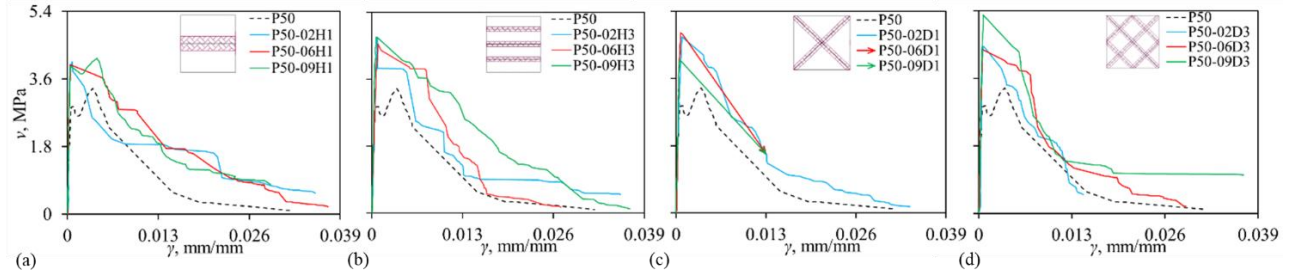 5.4
3.6
1.8
0
v, MPa
P50
P50-02H1
P50-06H1
P50-09H1
0
0.013
0.026
0.039
γ, mm/mm
(a)
P50
P50-02H3
P50-06H3
P50-09H3
0
0.013
0.026
0.039
γ, mm/mm
(b)
P50
P50-02D1
P50-06D1
P50-09D1
0
0.013
0.026
0.039
γ, mm/mm
(c)
P50
P50-02D3
P50-06D3
P50-09D3
0
0.013
0.026
0.039
γ, mm/mm
(d)